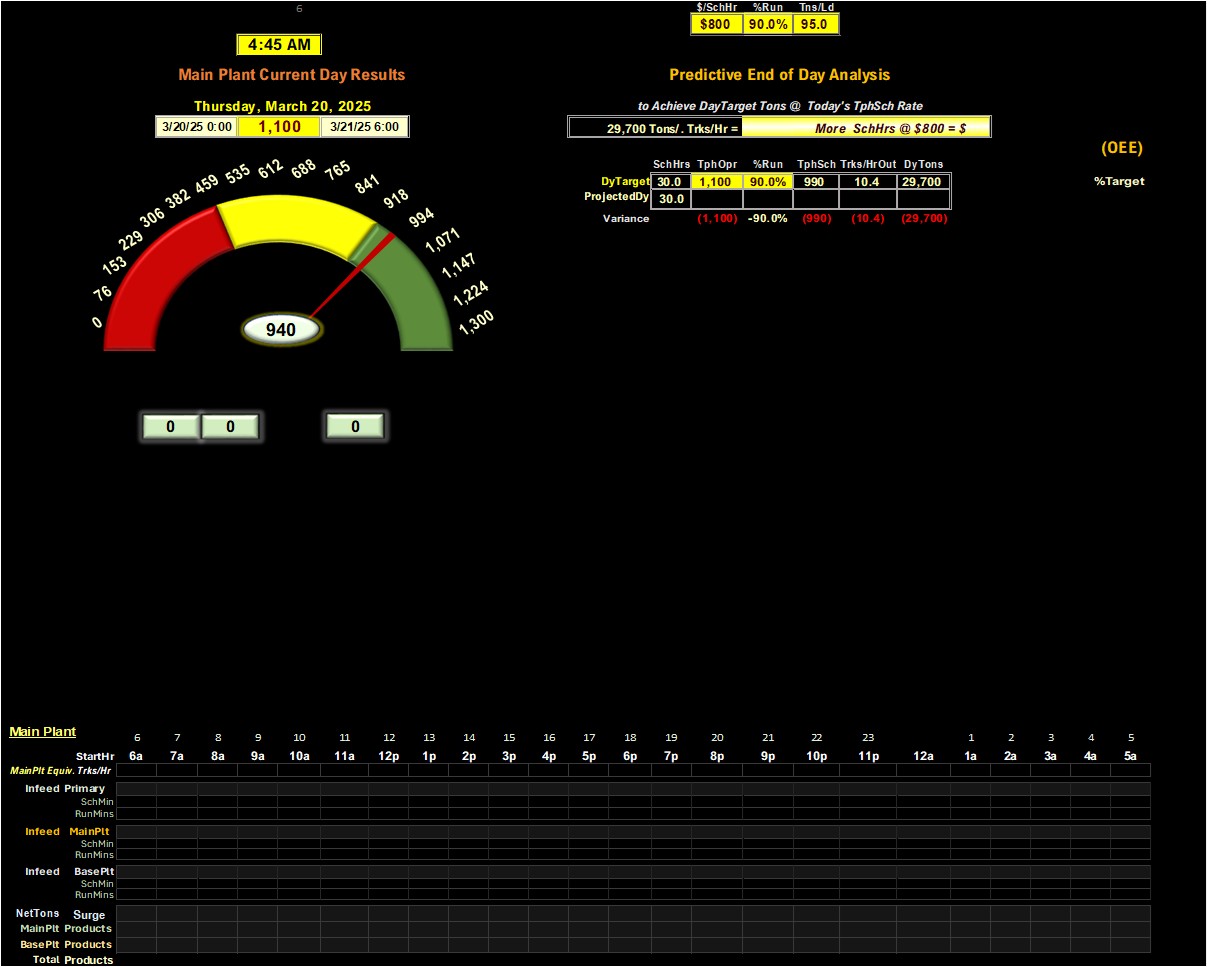 6
$/SchHr %Run Tns/Ld
$800 90.0% 95.0
4:45 AM
Main Plant Current Day Results
Predictive End of Day Analysis
Thursday, March 20, 2025
to Achieve DayTarget Tons @ Today's TphSch Rate
3/20/25 0:00 1,100 3/21/25 6:00
29,700 Tons/. Trks/Hr = More SchHrs @ $800 = $
(OEE)
%Target
0 76 153 229 306 382 459 535 612 688 765 841 918 994 1,071 1,147 1,224 1,300
940
SchHrs TphOpr %Run TphSch Trks/HrOut DyTons
DyTarget 30.0 1,100 90.0% 990 10.4 29,700
ProjectedDy 30.0
Variance (1,100) -90.0% (990) (10.4) (29,700)
0 0 0
Main Plant
6 7 8 9 10 11 12 13 14 15 16 17 18 19 20 21 22 23 1 2 3 4 5
StartHr 6a 7a 8a 9a 10a 11a 12p 1p 2p 3p 4p 5p 6p 7p 8p 9p 10p 11p 12a 1a 2a 3a 4a 5a
MainPlt Equiv. Trks/Hr
Infeed Primary
SchMin
RunMins
Infeed MainPlt
SchMin
RunMins
Infeed BasePlt
SchMin
RunMins
NetTons Surge
MainPlt Products
BasePlt Products
Total Products